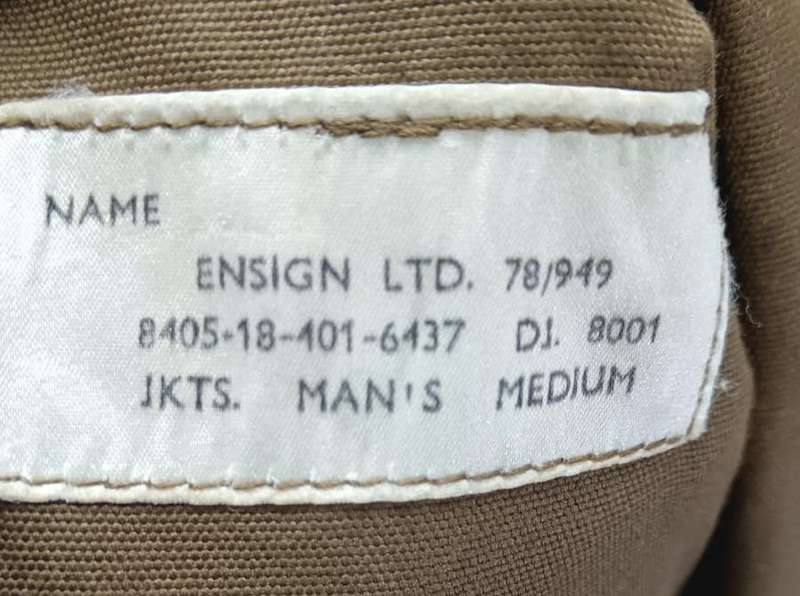 NAME
ENSIGN LTD. 78/949
8405-18-401-6437 DJ. 8001
JKTS. MAN'S MEDIUM